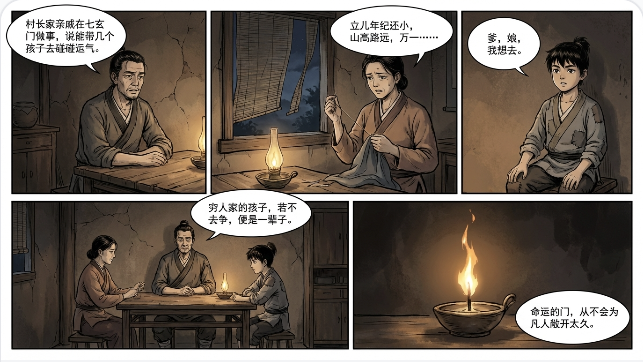 村长家亲戚在七玄
门做事，说能带几个
孩子去碰碰运气。
立儿年纪还小，
山高路远，万一……
爹，娘，
我想去。
穷人家的孩子，若不
去争，便是一辈子。
命运的门，从不会为
凡人敞开太久。